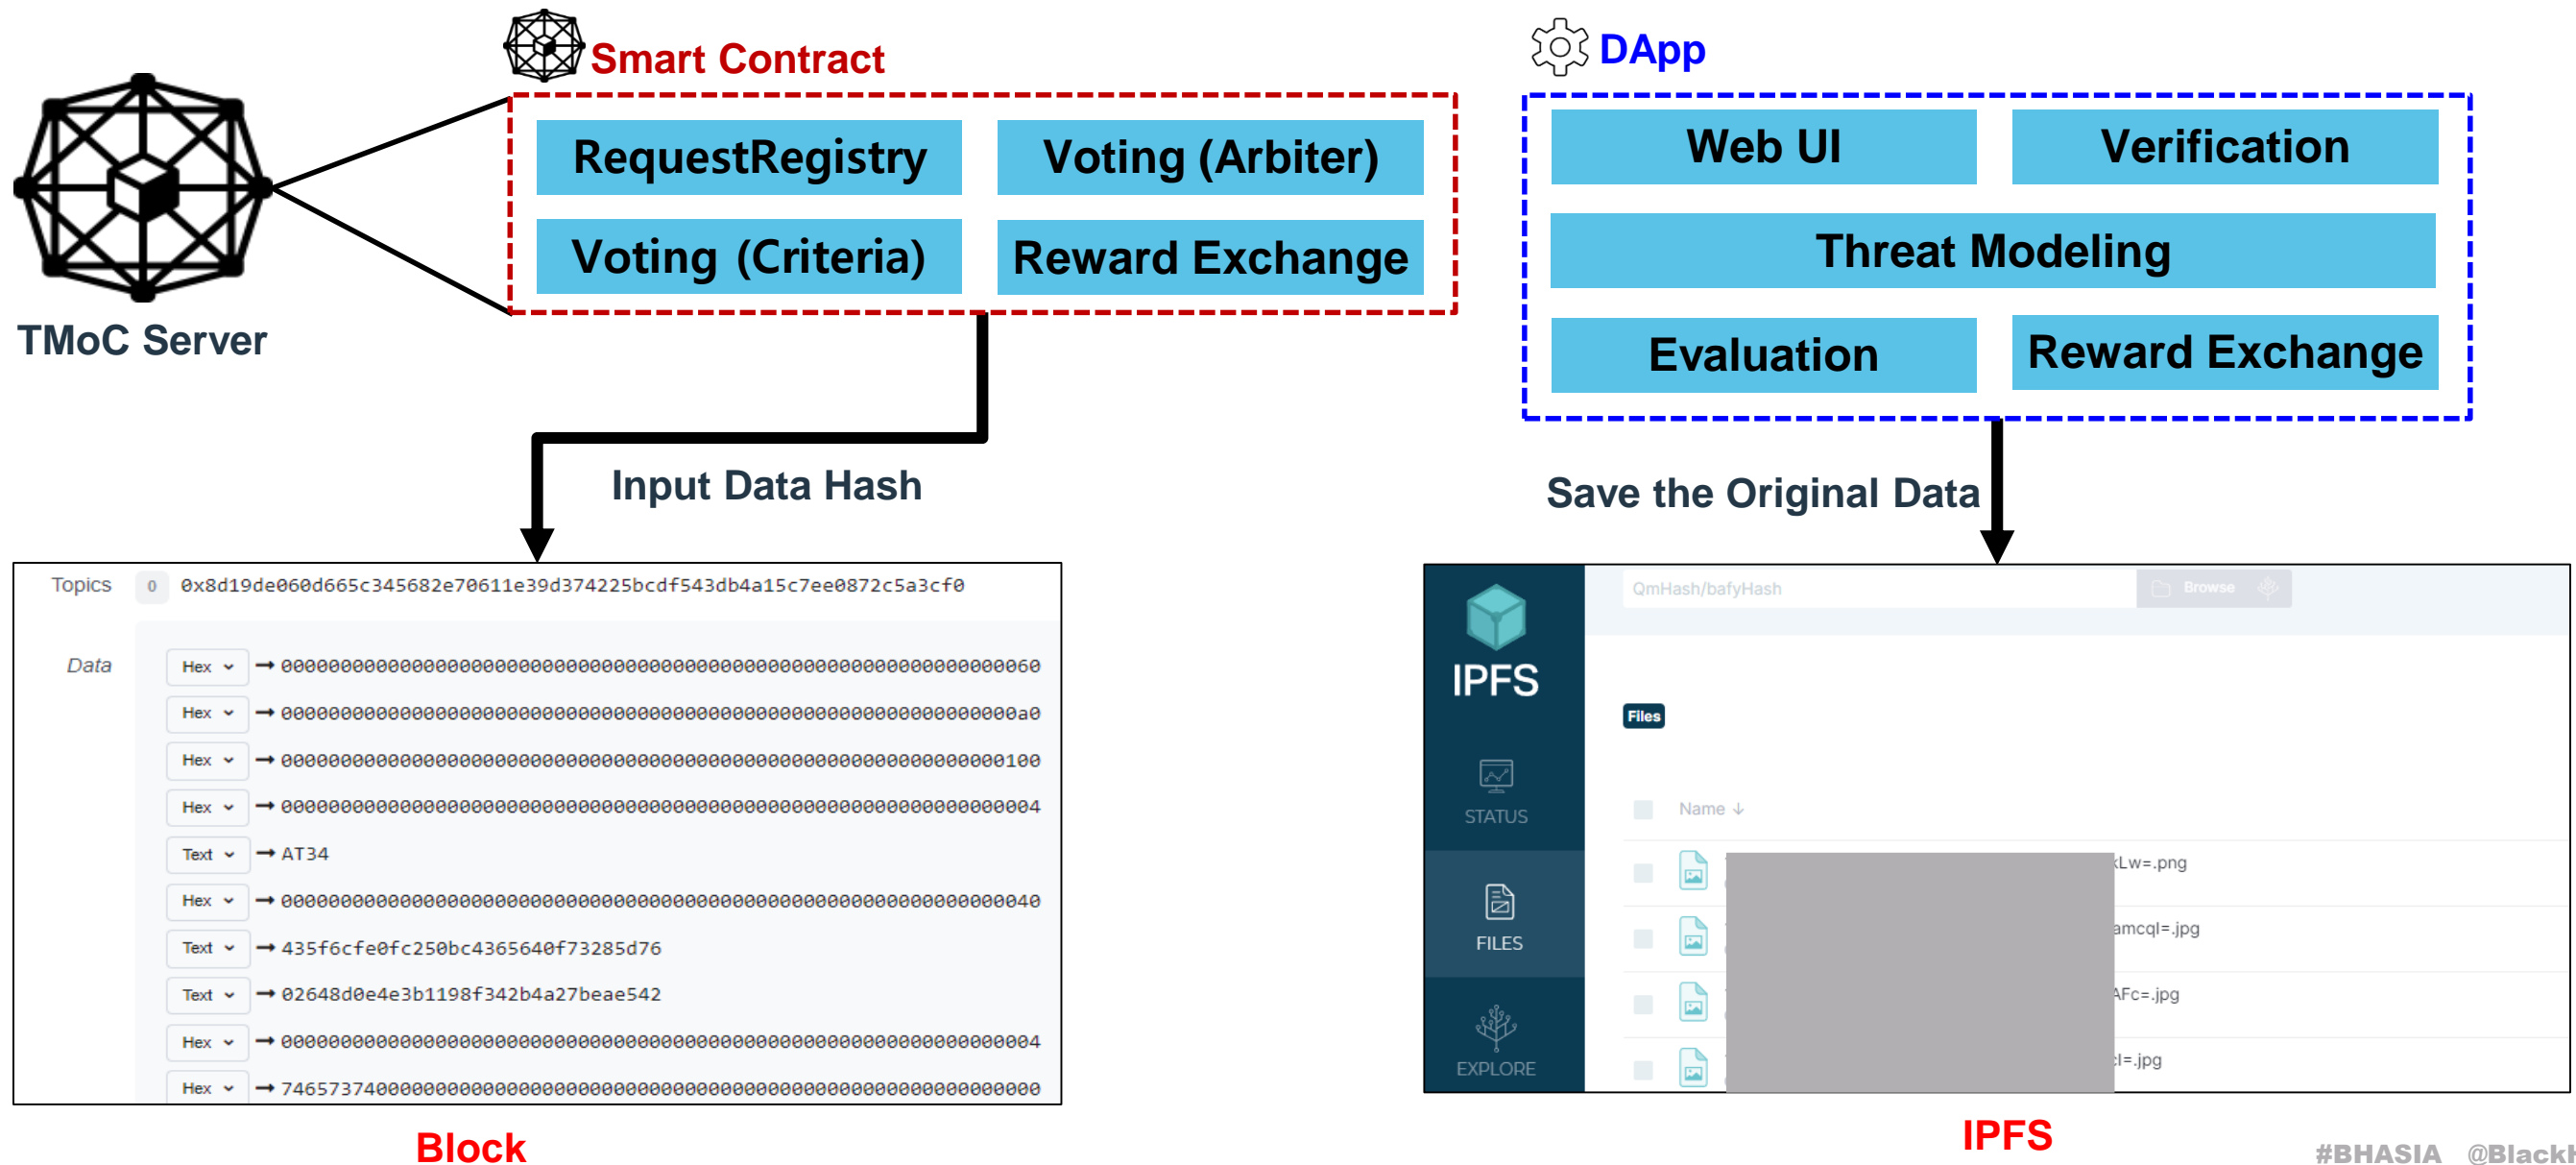 Smart Contract
DApp
RequestRegistry
Voting (Arbiter)
Voting (Criteria)
Reward Exchange
Web UI
Verification
Threat Modeling
Evaluation
Reward Exchange
TMoC Server
Input Data Hash
Save the Original Data
Topics 0 0x8d19de060d665c345682e70611e39d374225bcdf543db4a15c7ee0872c5a3cf0
Data
Hex → 0000000000000000000000000000000000000000000000000000000000000060
Hex → 00000000000000000000000000000000000000000000000000000000000000a0
Hex → 0000000000000000000000000000000000000000000000000000000000000100
Hex → 0000000000000000000000000000000000000000000000000000000000000004
Text → AT34
Hex → 0000000000000000000000000000000000000000000000000000000000000040
Text → 435f6cfe0fc250bc4365640f73285d76
Text → 02648d0e4e3b1198f342b4a27beae542
Hex → 0000000000000000000000000000000000000000000000000000000000000004
Hex → 7465737400000000000000000000000000000000000000000000000000000000
Block
IPFS
STATUS
FILES
EXPLORE
QmHash/bafyHash
Browse
Files
Name ↓
Lw=.png
amcqI=.jpg
AFc=.jpg
I=.jpg
IPFS
#BHASIA @Black